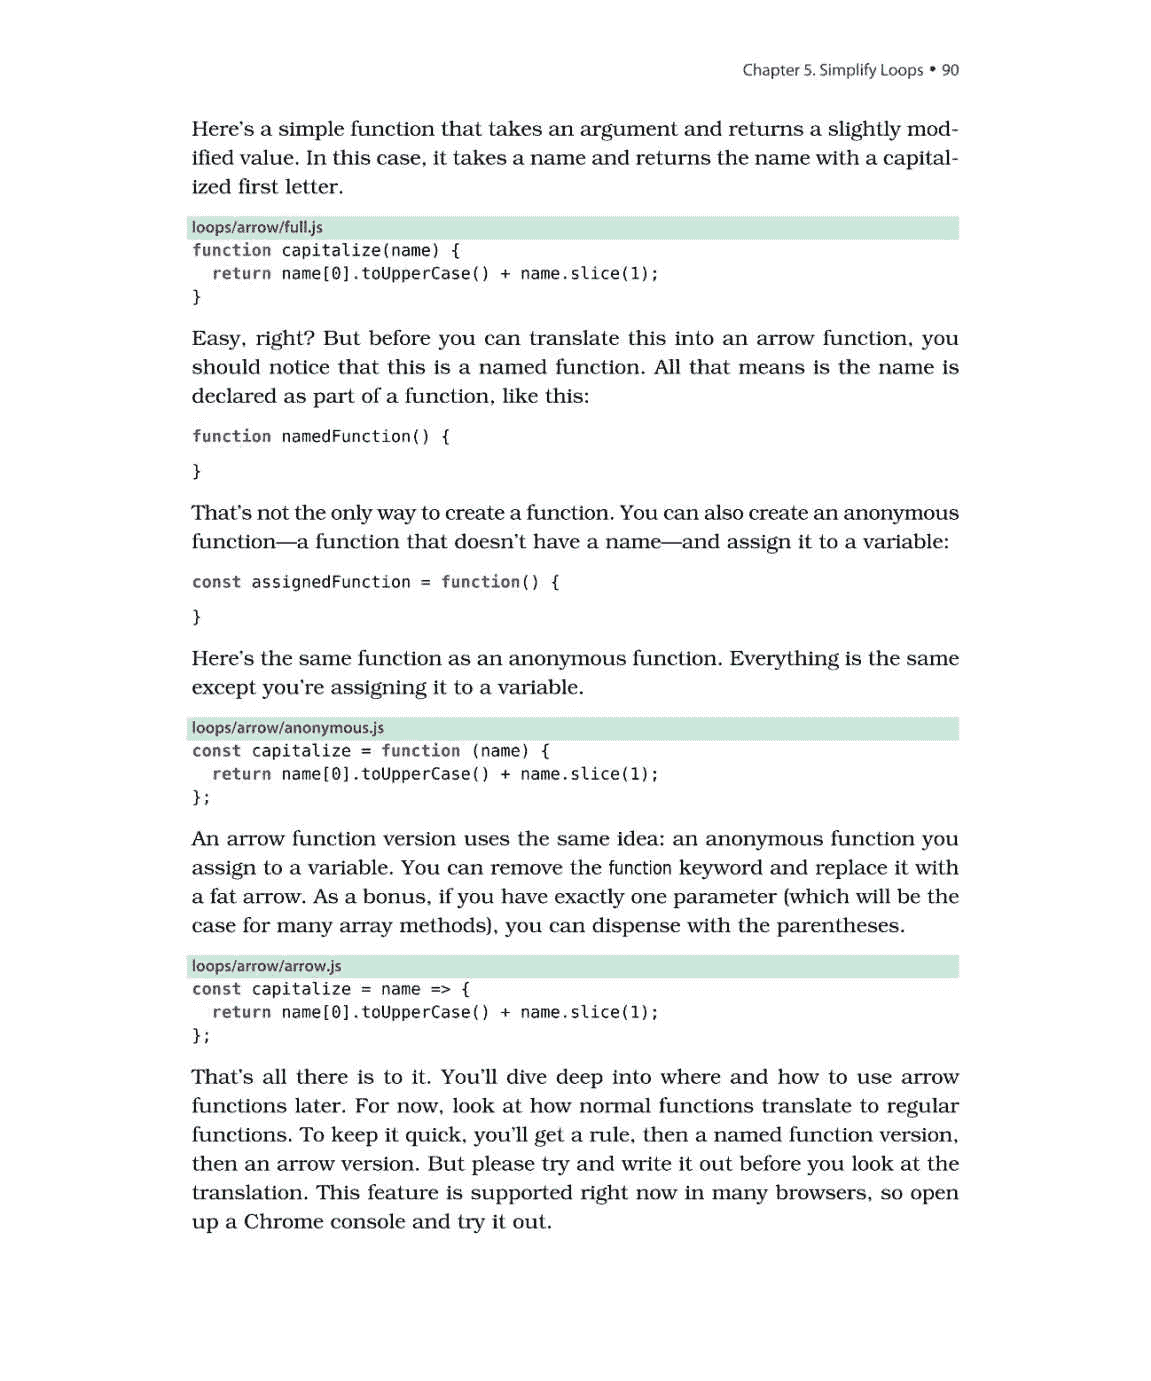 Chapter 5. Simplify Loops • 90
Here's a simple function that takes an argument and returns a slightly mod-
ified value. In this case, it takes a name and returns the name with a capital-
ized first letter.
loops/arrow/full.js
function capitalize(name) {
  return name[0].toUpperCase() + name.slice(1);
}
Easy, right? But before you can translate this into an arrow function, you
should notice that this is a named function. All that means is the name is
declared as part of a function, like this:
function namedFunction() {
}
That's not the only way to create a function. You can also create an anonymous
function—a function that doesn't have a name—and assign it to a variable:
const assignedFunction = function() {
}
Here's the same function as an anonymous function. Everything is the same
except you're assigning it to a variable.
loops/arrow/anonymous.js
const capitalize = function (name) {
  return name[0].toUpperCase() + name.slice(1);
};
An arrow function version uses the same idea: an anonymous function you
assign to a variable. You can remove the function keyword and replace it with
a fat arrow. As a bonus, if you have exactly one parameter (which will be the
case for many array methods), you can dispense with the parentheses.
loops/arrow/arrow.js
const capitalize = name => {
  return name[0].toUpperCase() + name.slice(1);
};
That's all there is to it. You'll dive deep into where and how to use arrow
functions later. For now, look at how normal functions translate to regular
functions. To keep it quick, you'll get a rule, then a named function version,
then an arrow version. But please try and write it out before you look at the
translation. This feature is supported right now in many browsers, so open
up a Chrome console and try it out.